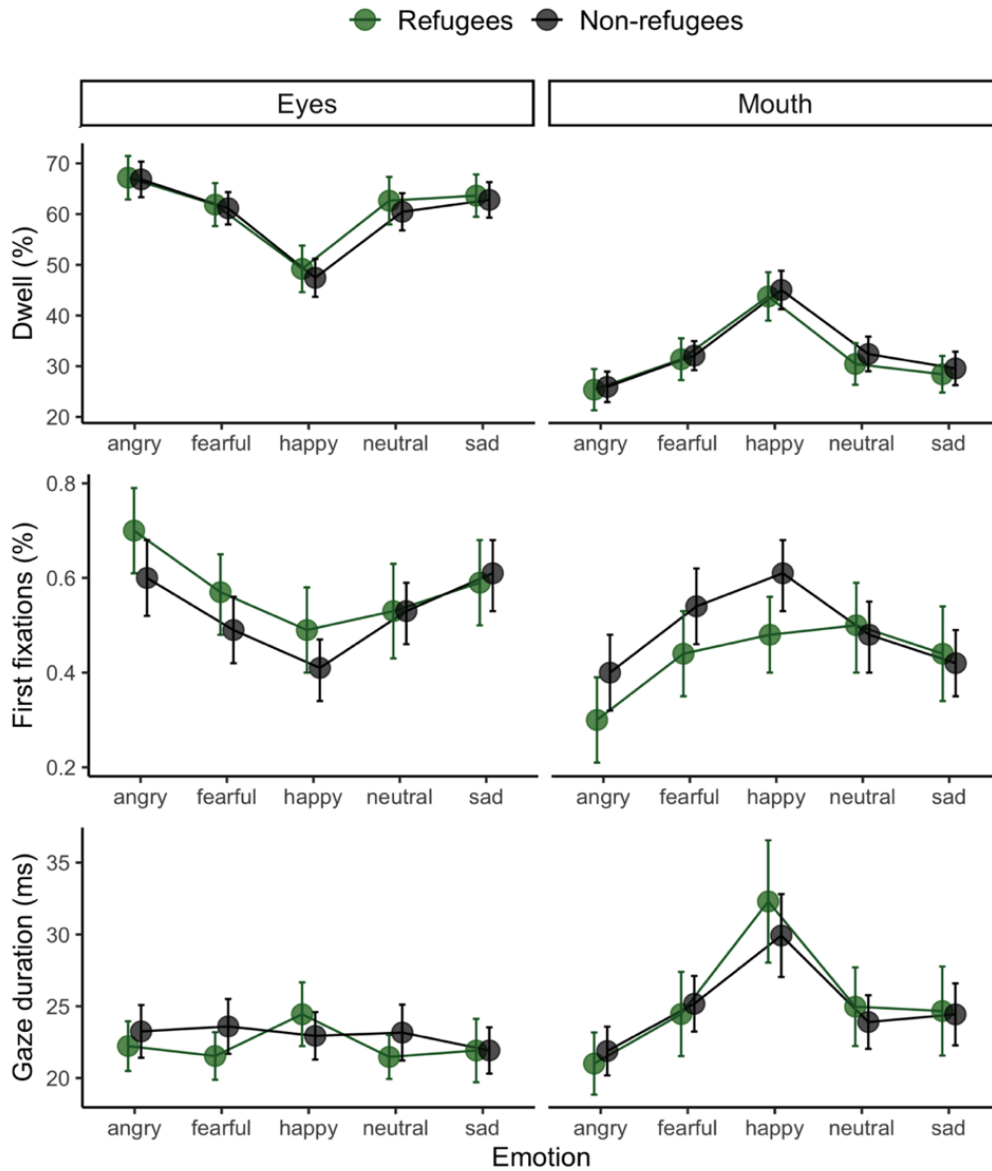 Refugees Non-refugees
Eyes Mouth
Dwell (%)
70
60
50
40
30
20
angry fearful happy neutral sad angry fearful happy neutral sad
First fixations (%)
0.8
0.6
0.4
0.2
angry fearful happy neutral sad angry fearful happy neutral sad
Gaze duration (ms)
35
30
25
20
angry fearful happy neutral sad angry fearful happy neutral sad
Emotion